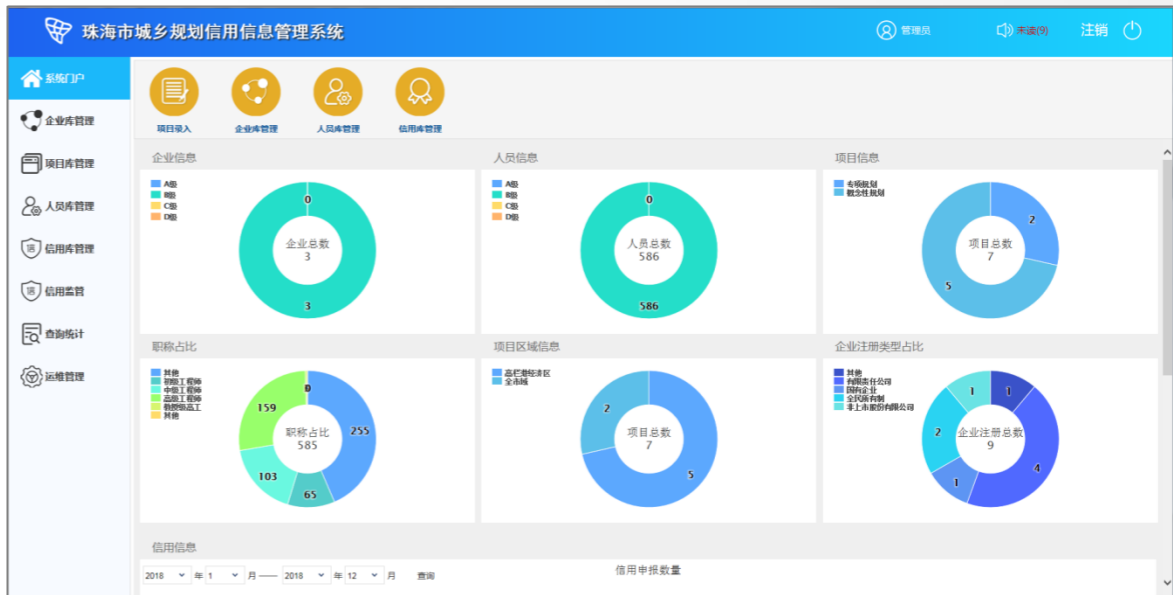 珠海市城乡规划信用信息管理系统
管理员
未读(9)
注销
系统门户
企业库管理
项目库管理
人员库管理
信用库管理
信用监管
查询统计
运维管理
项目录入
企业库管理
人员库管理
信用库管理
企业信息
A级
B级
C级
D级
0
企业总数
3
3
人员信息
A级
B级
C级
D级
0
人员总数
586
586
项目信息
专项规划
概念性规划
2
项目总数
7
5
职称占比
其他
初级工程师
中级工程师
高级工程师
教授级高工
其他
0
159
255
职称占比
585
103
65
项目区域信息
高栏港经济区
全市域
2
项目总数
7
5
企业注册类型占比
其他
有限责任公司
国有企业
全民所有制
非上市股份有限公司
1
1
2
企业注册总数
9
4
1
信用信息
2018 年 1 月 —— 2018 年 12 月 查询
信用申报数量